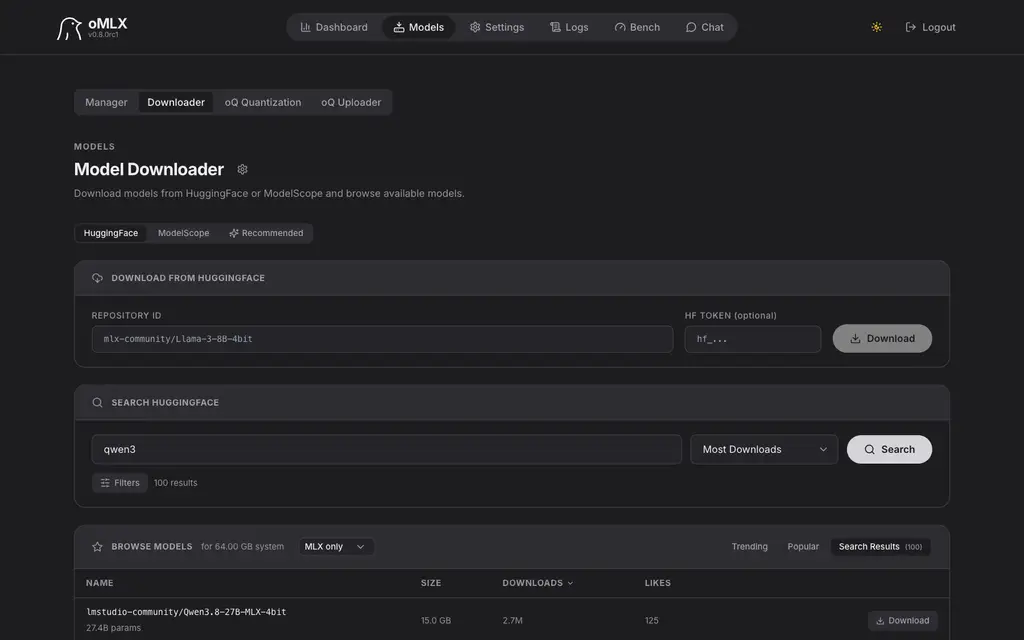 oMLX
v0.8.0rc1
Dashboard Models Settings Logs Bench Chat
Logout
Manager Downloader oQ Quantization oQ Uploader
MODELS
Model Downloader
Download models from HuggingFace or ModelScope and browse available models.
HuggingFace ModelScope Recommended
DOWNLOAD FROM HUGGINGFACE
REPOSITORY ID HF TOKEN (optional)
mlx-community/Llama-3-8B-4bit hf_... Download
SEARCH HUGGINGFACE
qwen3 Most Downloads Search
Filters 100 results
BROWSE MODELS for 64.00 GB system MLX only Trending Popular Search Results (100)
NAME SIZE DOWNLOADS LIKES
lmstudio-community/Qwen3.8-27B-MLX-4bit
27.4B params
15.0 GB 2.7M 125 Download